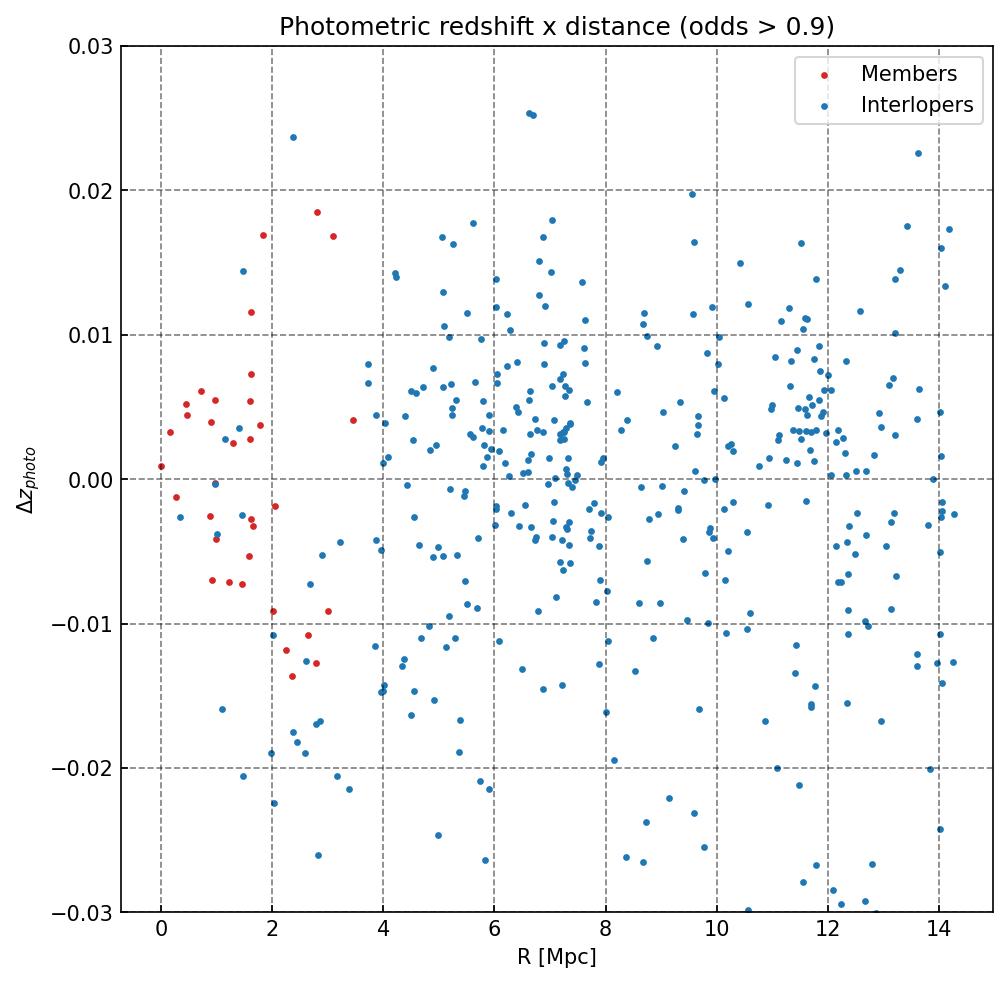 Photometric redshift x distance (odds > 0.9)
Members
Interlopers
0.03
0.02
0.01
0.00
−0.01
−0.02
−0.03
Δz_photo
0 2 4 6 8 10 12 14
R [Mpc]